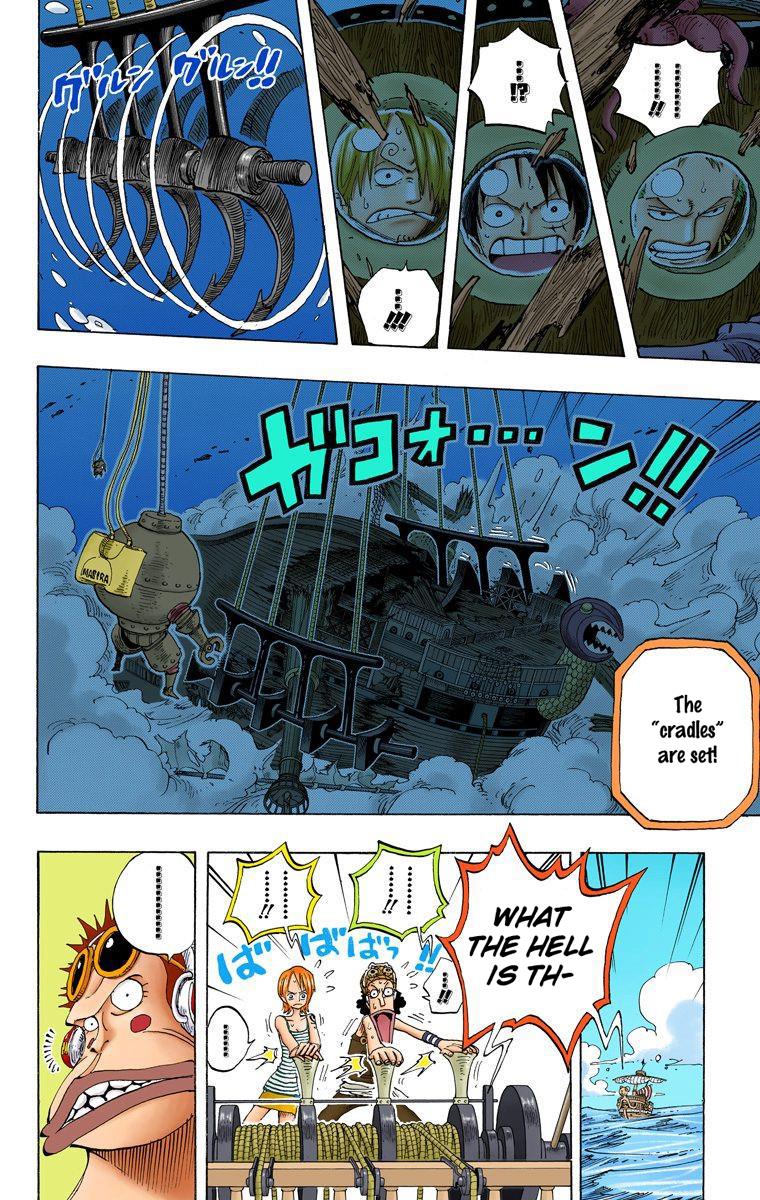 ..........!!
...!?
...!!!
グルン グルン!!
ガコォ・・・ン!!
MASIRA
The
"cradles"
are set!
WHAT
THE HELL
IS TH-
...!!
..........!!
..........!!
ばばばっ!!
......
............